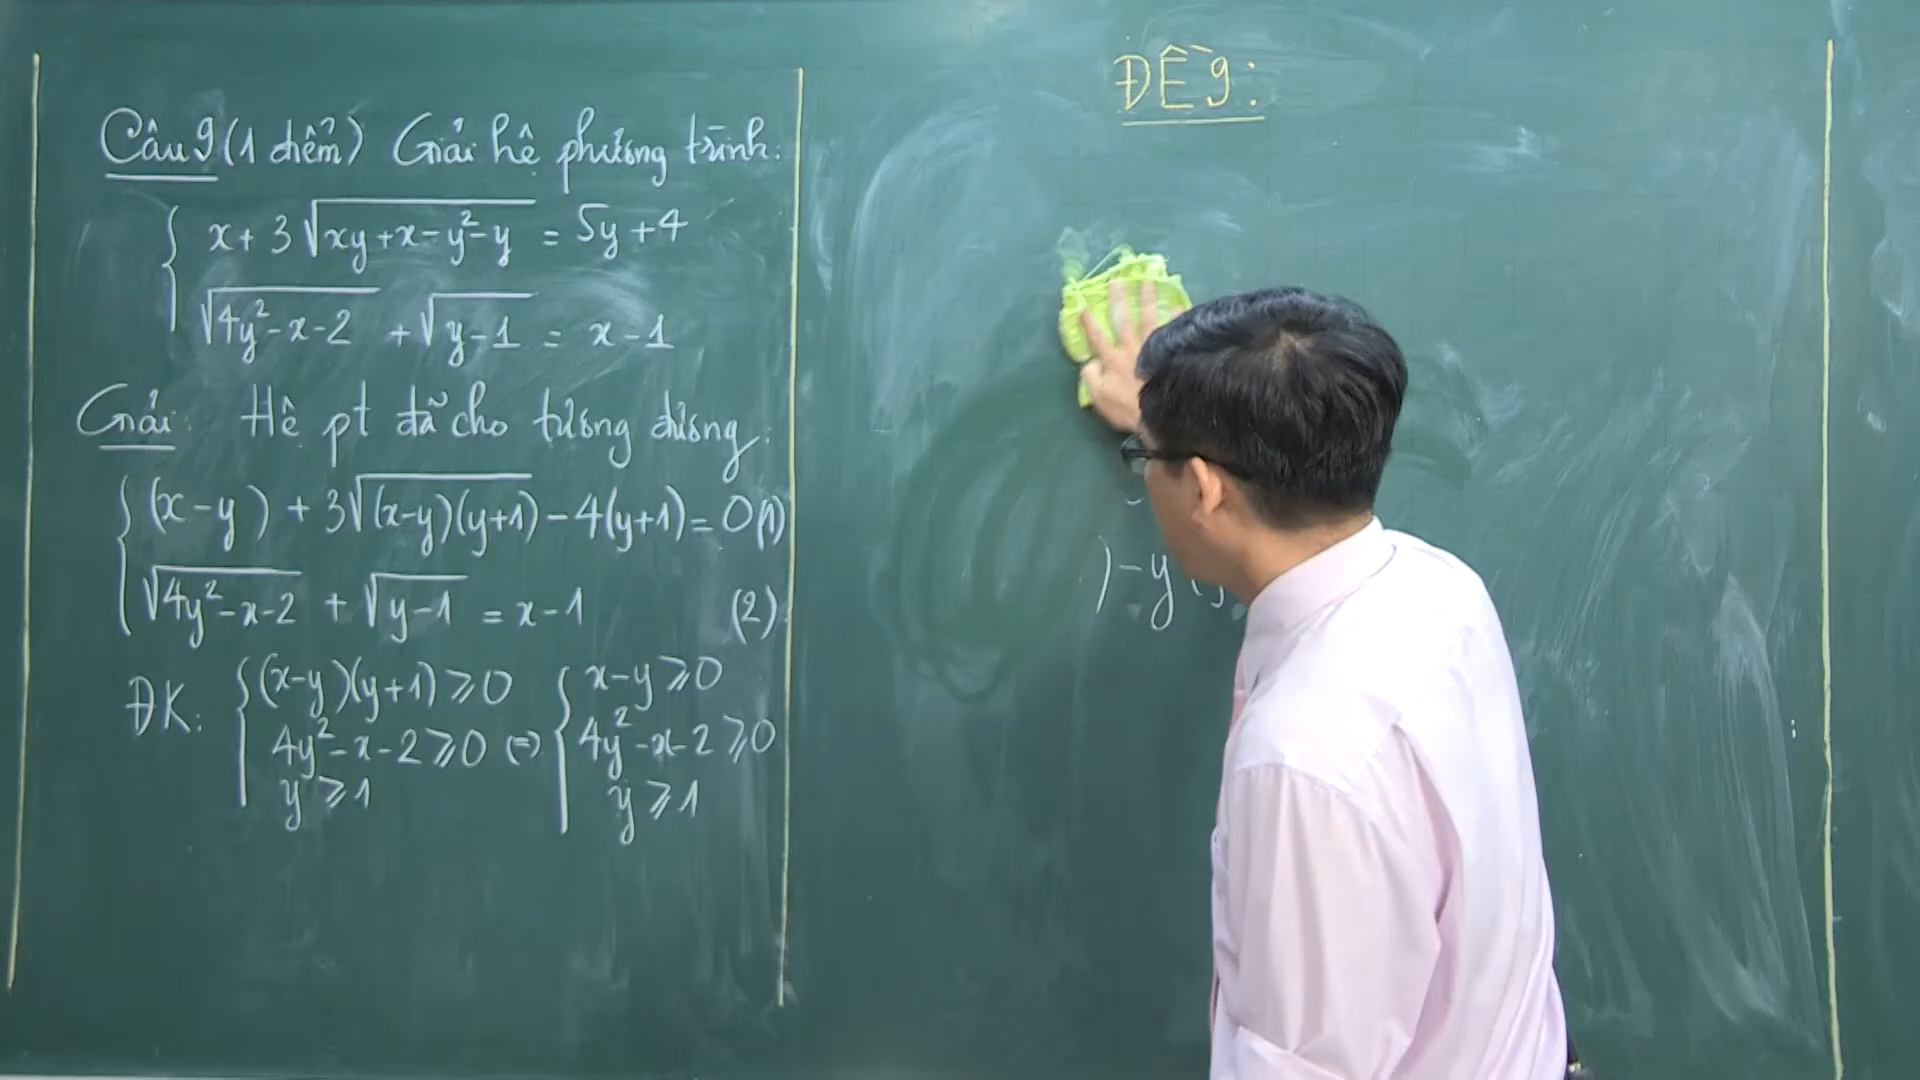 Câu 9 (1 điểm) Giải hệ phương trình:
{ x + 3√(xy + x - y² - y) = 5y + 4
√(4y² - x - 2) + √(y - 1) = x - 1
Giải: Hệ pt đã cho tương đương:
{ (x - y) + 3√((x-y)(y+1)) - 4(y+1) = 0 (1)
√(4y² - x - 2) + √(y - 1) = x - 1 (2)
ĐK: { (x-y)(y+1) ⩾ 0 { x - y ⩾ 0
4y² - x - 2 ⩾ 0 (=) 4y² - x - 2 ⩾ 0
y ⩾ 1 y ⩾ 1
ĐỀ 9:
) - y